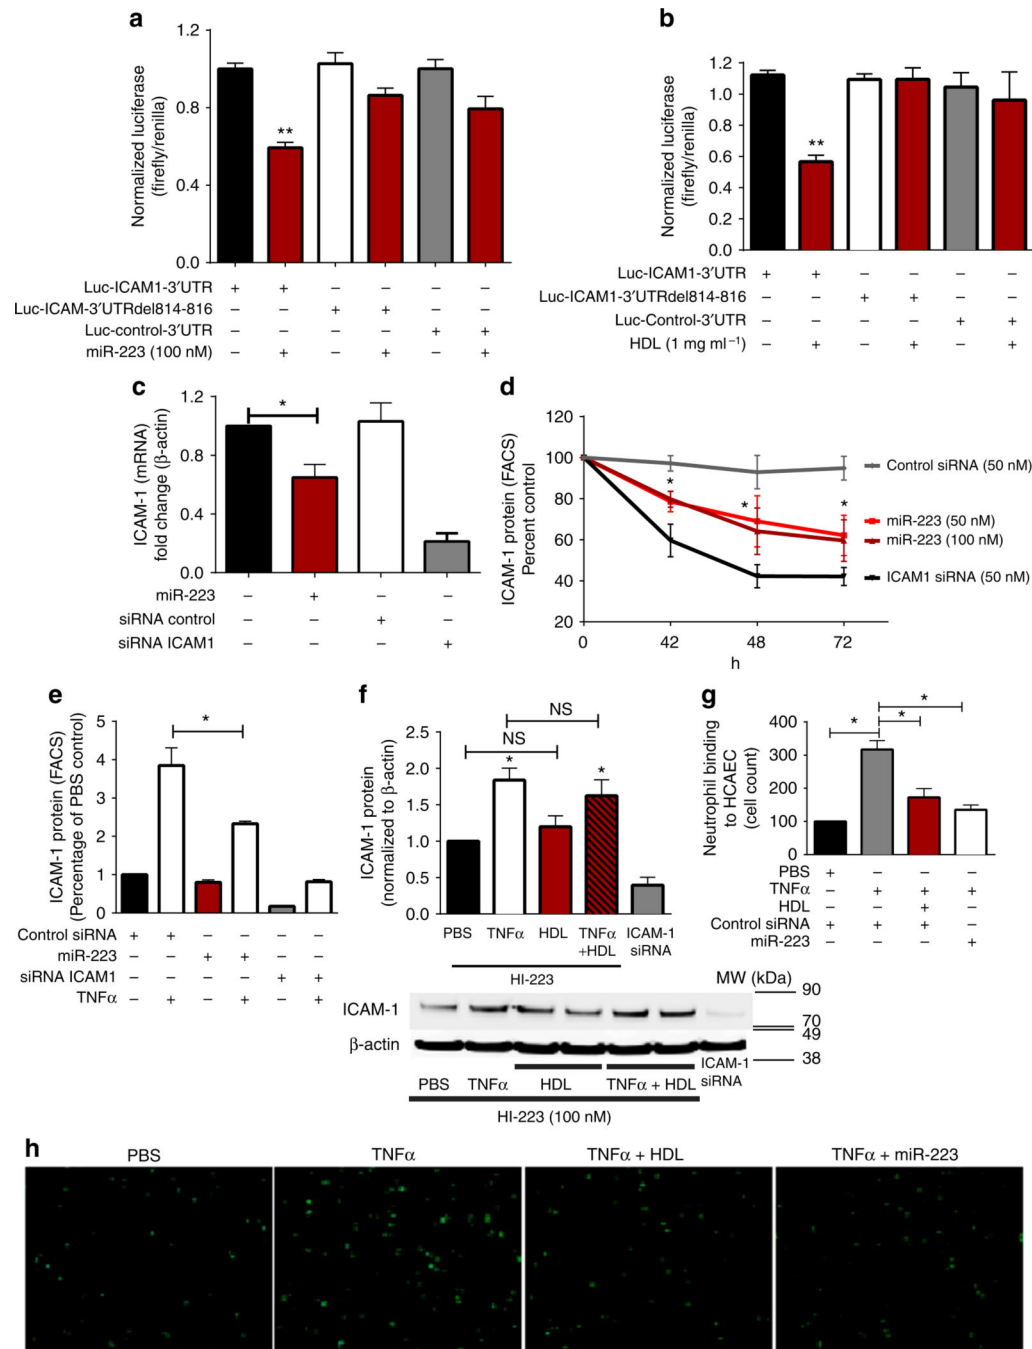 a
Normalized luciferase
(firefly/renilla)
1.2
0.8
0.4
0.0
**
Luc-ICAM1-3′UTR + + – – – –
Luc-ICAM-3′UTRdel814-816 – – + + – –
Luc-control-3′UTR – – – – + +
miR-223 (100 nM) – + – + – +
b
Normalized luciferase
(firefly/renilla)
1.2
1.0
0.8
0.6
0.4
0.2
0.0
**
Luc-ICAM1-3′UTR + + – – – –
Luc-ICAM1-3′UTRdel814-816 – – + + – –
Luc-Control-3′UTR – – – – + +
HDL (1 mg ml⁻¹) – + – + – +
c
ICAM-1 (mRNA)
fold change (β-actin)
1.2
0.8
0.4
0.0
*
miR-223 – + – –
siRNA control – – + –
siRNA ICAM1 – – – +
d
ICAM-1 protein (FACS)
Percent control
120
100
80
60
40
20
* * *
0 42 48 72
h
Control siRNA (50 nM)
miR-223 (50 nM)
miR-223 (100 nM)
ICAM1 siRNA (50 nM)
e
ICAM-1 protein (FACS)
(Percentage of PBS control)
5
4
3
2
1
0
*
Control siRNA + + – – – –
miR-223 – – + + – –
siRNA ICAM1 – – – – + +
TNFα – + – + – +
f
ICAM-1 protein
(normalized to β-actin)
2.5
2.0
1.5
1.0
0.5
0.0
NS
NS
* *
PBS TNFα HDL TNFα +HDL ICAM-1 siRNA
HI-223
MW (kDa)
ICAM-1
β-actin
90
70
49
38
PBS TNFα HDL TNFα + HDL ICAM-1 siRNA
HI-223 (100 nM)
g
Neutrophil binding
to HCAEC
(cell count)
400
300
200
100
0
* * *
PBS + – – –
TNFα – + + +
HDL – – + –
Control siRNA + + + –
miR-223 – – – +
h
PBS TNFα TNFα + HDL TNFα + miR-223